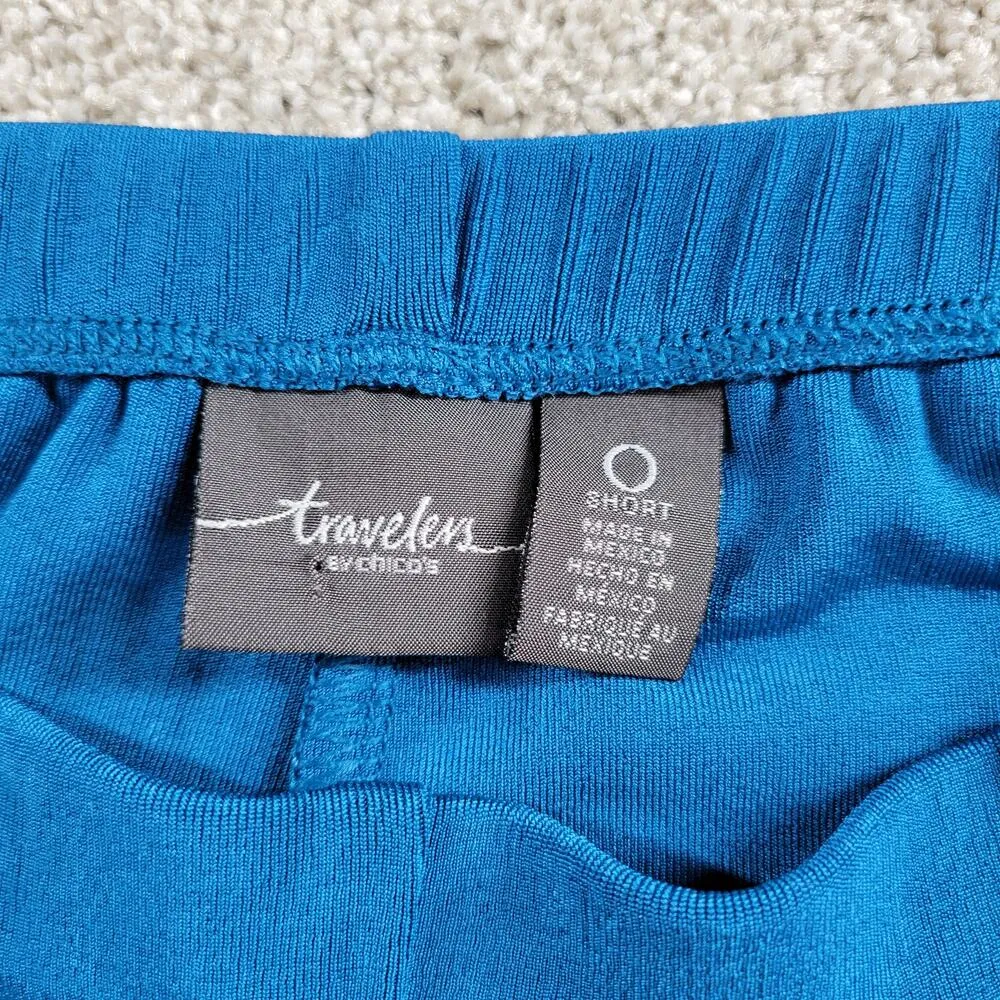 travelers
BY CHICO'S
0
SHORT
MADE IN
MEXICO
HECHO EN
MEXICO
FABRIQUÉ AU
MEXIQUE